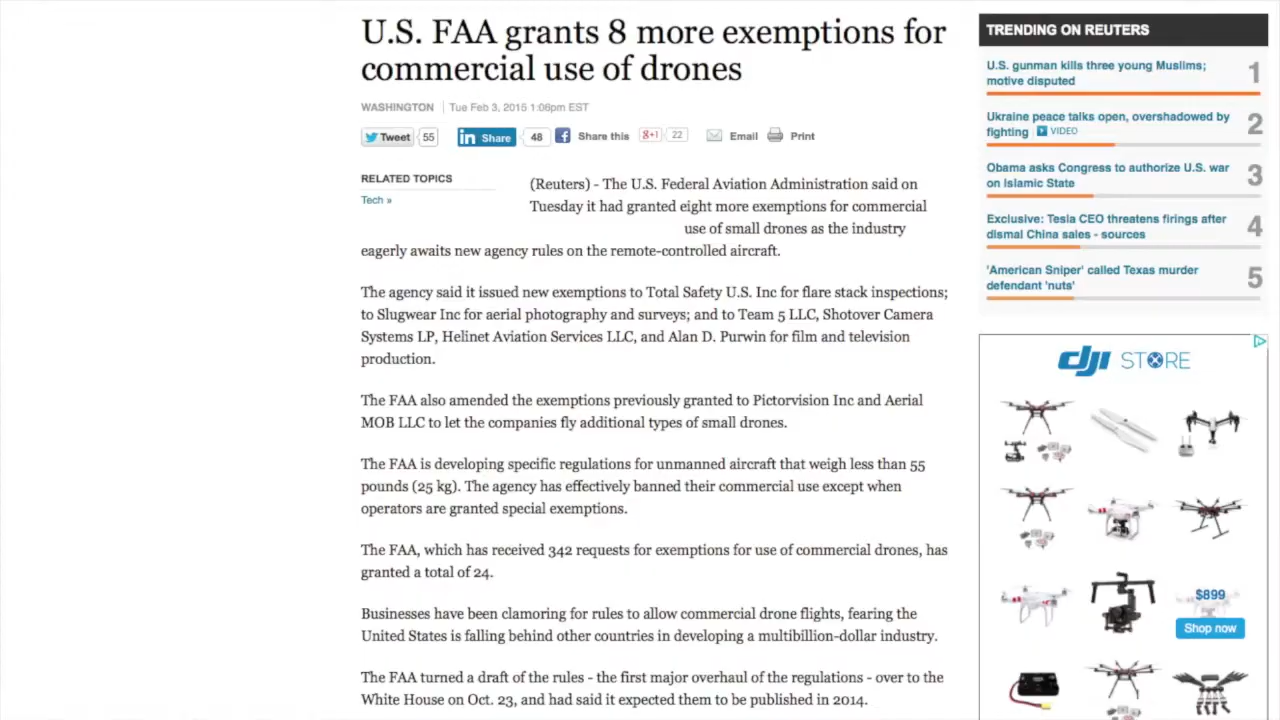 U.S. FAA grants 8 more exemptions for
commercial use of drones
WASHINGTON
Tue Feb 3, 2015 1:06pm EST
Tweet
55
in Share
48
f Share this
g+1
22
Email
Print
RELATED TOPICS
Tech »
(Reuters) - The U.S. Federal Aviation Administration said on
Tuesday it had granted eight more exemptions for commercial
use of small drones as the industry
eagerly awaits new agency rules on the remote-controlled aircraft.
The agency said it issued new exemptions to Total Safety U.S. Inc for flare stack inspections;
to Slugwear Inc for aerial photography and surveys; and to Team 5 LLC, Shotover Camera
Systems LP, Helinet Aviation Services LLC, and Alan D. Purwin for film and television
production.
The FAA also amended the exemptions previously granted to Pictorvision Inc and Aerial
MOB LLC to let the companies fly additional types of small drones.
The FAA is developing specific regulations for unmanned aircraft that weigh less than 55
pounds (25 kg). The agency has effectively banned their commercial use except when
operators are granted special exemptions.
The FAA, which has received 342 requests for exemptions for use of commercial drones, has
granted a total of 24.
Businesses have been clamoring for rules to allow commercial drone flights, fearing the
United States is falling behind other countries in developing a multibillion-dollar industry.
The FAA turned a draft of the rules - the first major overhaul of the regulations - over to the
White House on Oct. 23, and had said it expected them to be published in 2014.
TRENDING ON REUTERS
U.S. gunman kills three young Muslims;
motive disputed
1
Ukraine peace talks open, overshadowed by
fighting VIDEO
2
Obama asks Congress to authorize U.S. war
on Islamic State
3
Exclusive: Tesla CEO threatens firings after
dismal China sales - sources
4
'American Sniper' called Texas murder
defendant 'nuts'
5
dji STORE
$899
Shop now